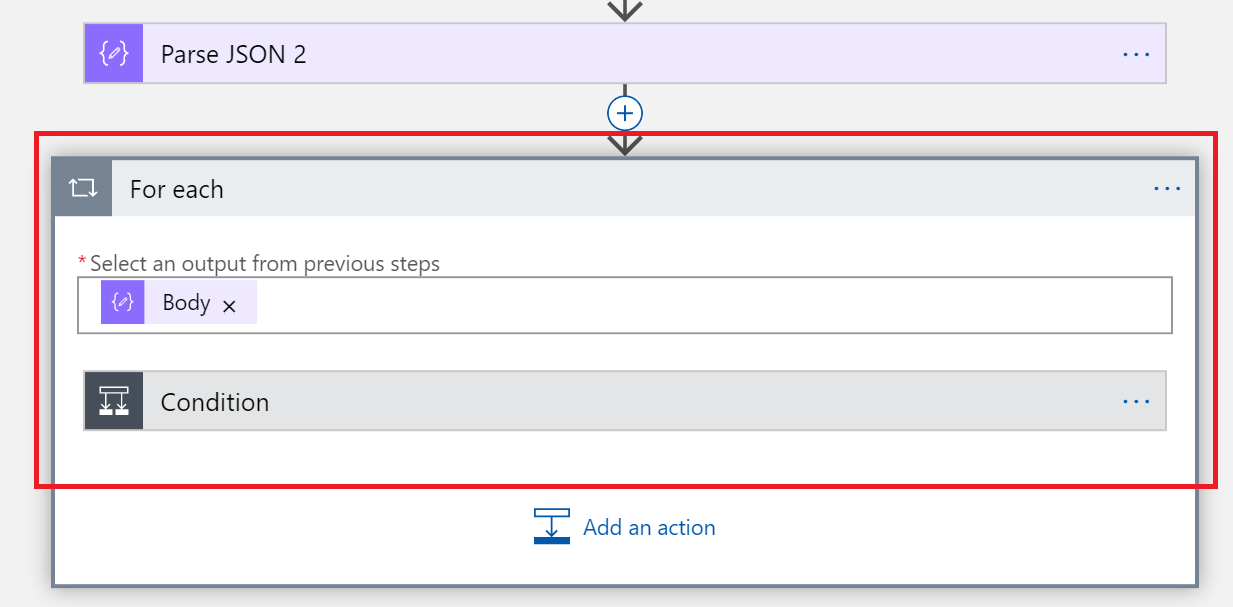 Parse JSON 2
For each
* Select an output from previous steps
Body
Condition
Add an action